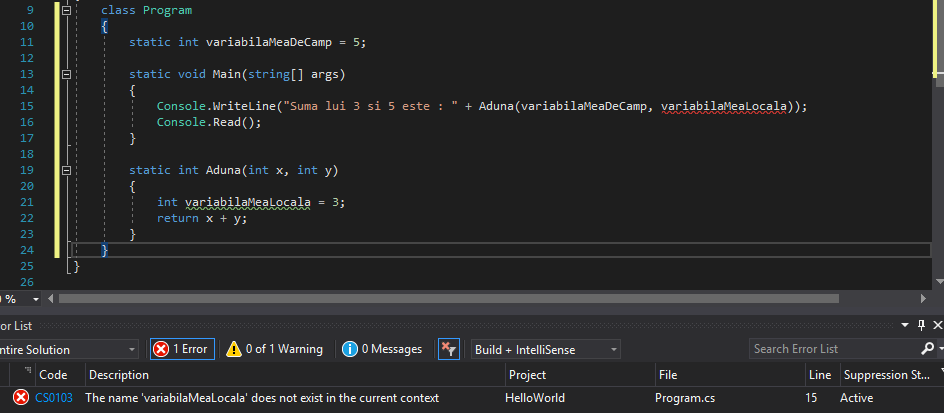 9 class Program
10 {
11 static int variabilaMeaDeCamp = 5;
12
13 static void Main(string[] args)
14 {
15 Console.WriteLine("Suma lui 3 si 5 este : " + Aduna(variabilaMeaDeCamp, variabilaMeaLocala));
16 Console.Read();
17 }
18
19 static int Aduna(int x, int y)
20 {
21 int variabilaMeaLocala = 3;
22 return x + y;
23 }
24 }
25 }
26
%
or List
ntire Solution 1 Error 0 of 1 Warning 0 Messages Build + IntelliSense Search Error List
Code Description Project File Line Suppression St...
CS0103 The name 'variabilaMeaLocala' does not exist in the current context HelloWorld Program.cs 15 Active